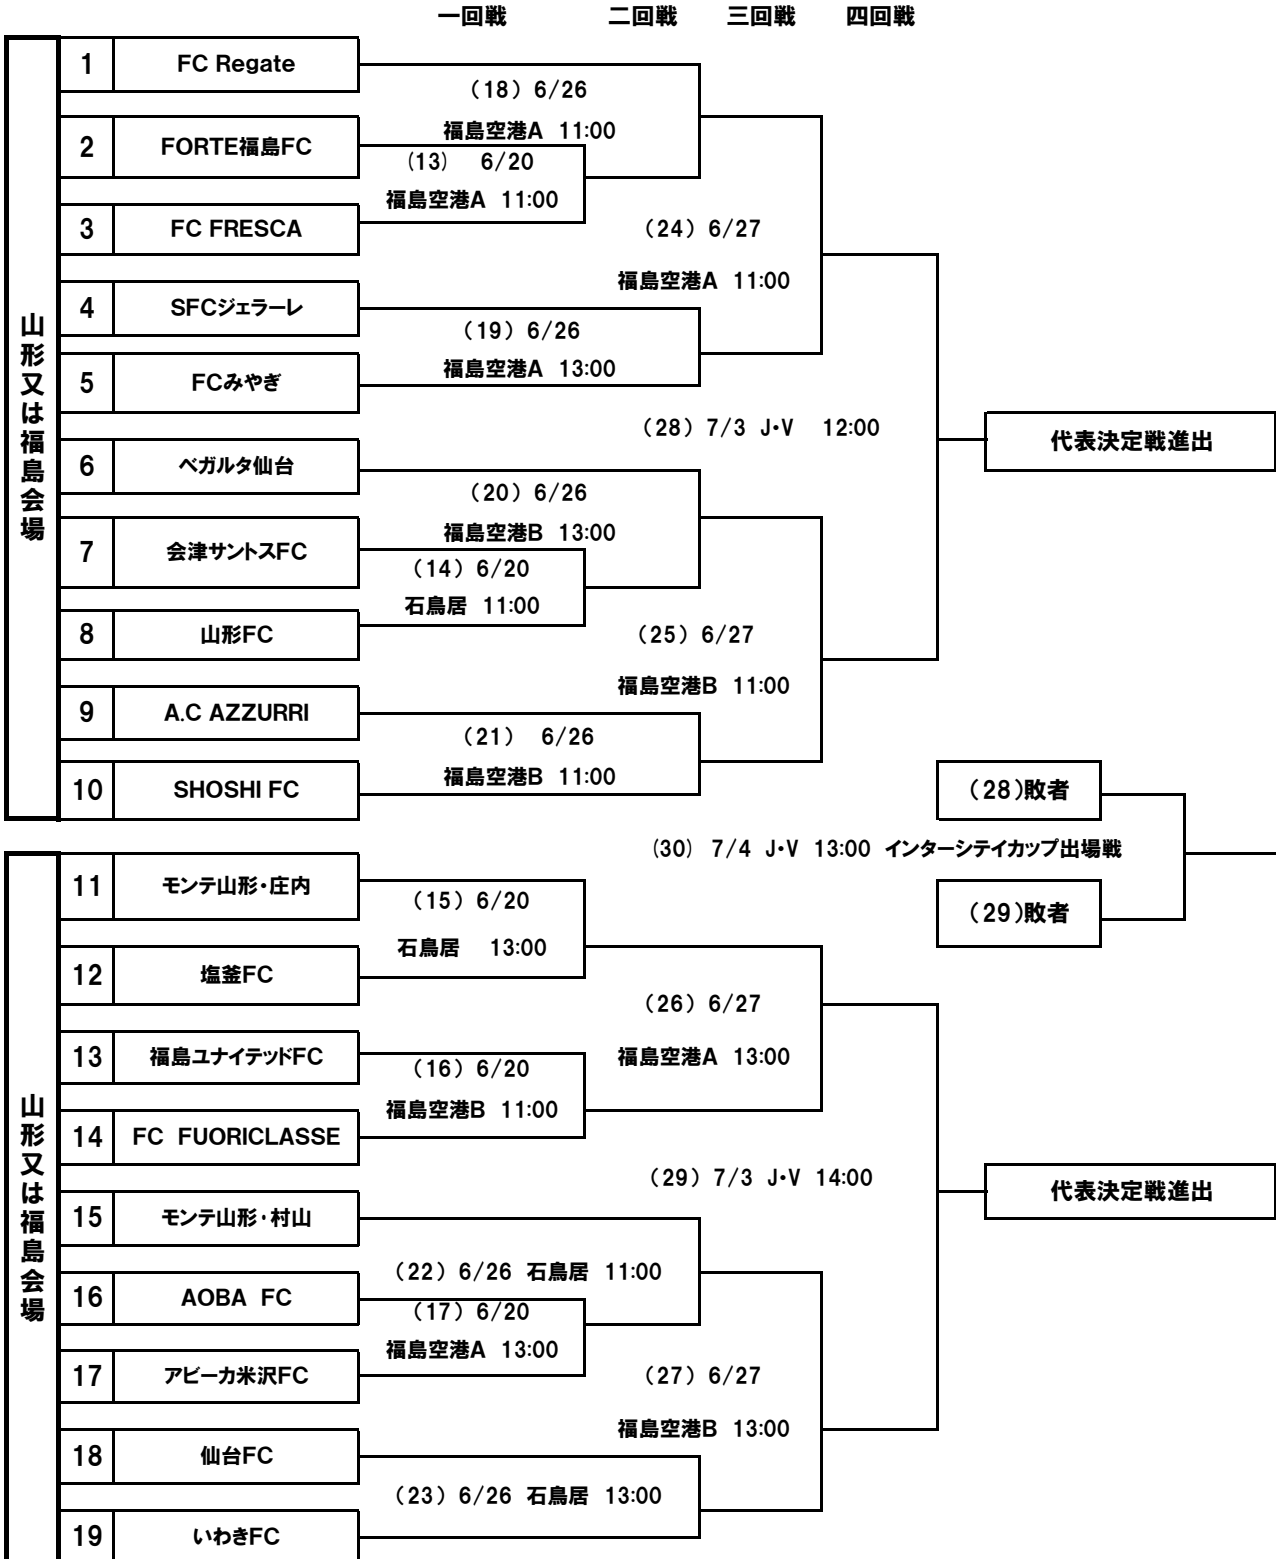 一回戦 二回戦 三回戦 四回戦
山形又は福島会場
1 FC Regate
(18) 6/26
福島空港A 11:00
2 FORTE福島FC
(13) 6/20
福島空港A 11:00
3 FC FRESCA
(24) 6/27
福島空港A 11:00
4 SFCジェラーレ
(19) 6/26
福島空港A 13:00
5 FCみやぎ
(28) 7/3 J・V 12:00
代表決定戦進出
6 ベガルタ仙台
(20) 6/26
福島空港B 13:00
7 会津サントスFC
(14) 6/20
石鳥居 11:00
8 山形FC
(25) 6/27
福島空港B 11:00
9 A.C AZZURRI
(21) 6/26
福島空港B 11:00
10 SHOSHI FC
(28)敗者
(30) 7/4 J・V 13:00 インターシテイカップ出場戦
(29)敗者
山形又は福島会場
11 モンテ山形・庄内
(15) 6/20
石鳥居 13:00
12 塩釜FC
(26) 6/27
福島空港A 13:00
13 福島ユナイテッドFC
(16) 6/20
福島空港B 11:00
14 FC FUORICLASSE
(29) 7/3 J・V 14:00
代表決定戦進出
15 モンテ山形・村山
(22) 6/26 石鳥居 11:00
16 AOBA FC
(17) 6/20
福島空港A 13:00
17 アビーカ米沢FC
(27) 6/27
福島空港B 13:00
18 仙台FC
(23) 6/26 石鳥居 13:00
19 いわきFC